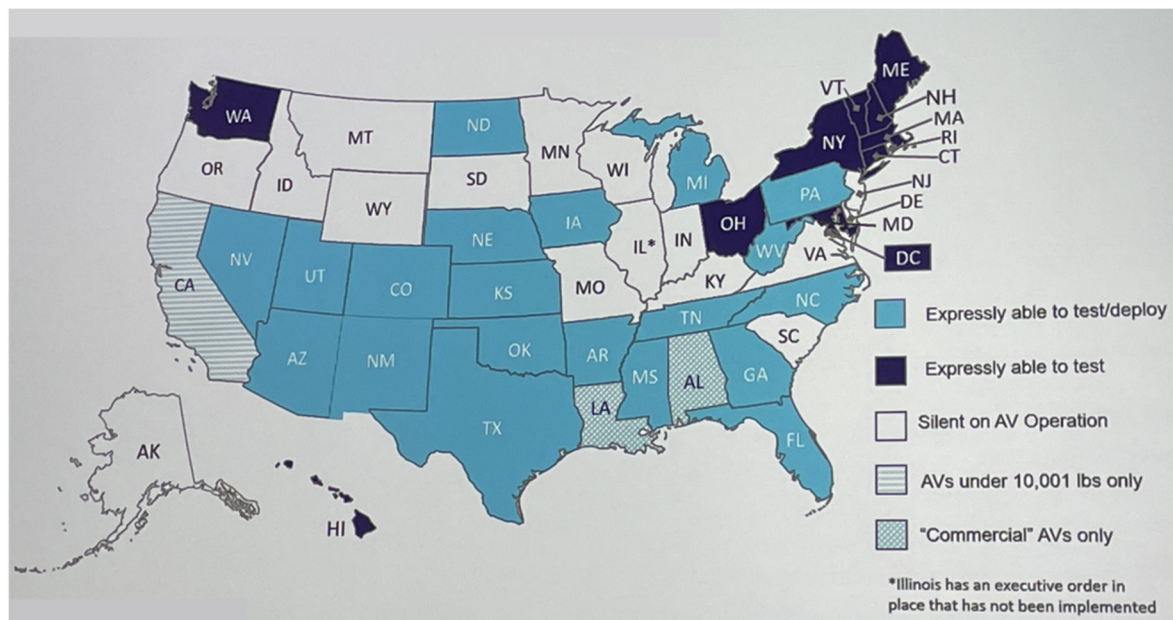 WA
MT
ND
MN
OR
ID
WY
SD
WI
MI
ME
VT
NH
NY
MA
RI
CT
PA
NJ
DE
MD
DC
NV
UT
CO
NE
IA
IL*
IN
OH
WV
VA
CA
KS
MO
KY
AZ
NM
OK
AR
TN
NC
SC
TX
LA
MS
AL
GA
FL
AK
HI
Expressly able to test/deploy
Expressly able to test
Silent on AV Operation
AVs under 10,001 lbs only
"Commercial" AVs only
*Illinois has an executive order in
place that has not been implemented